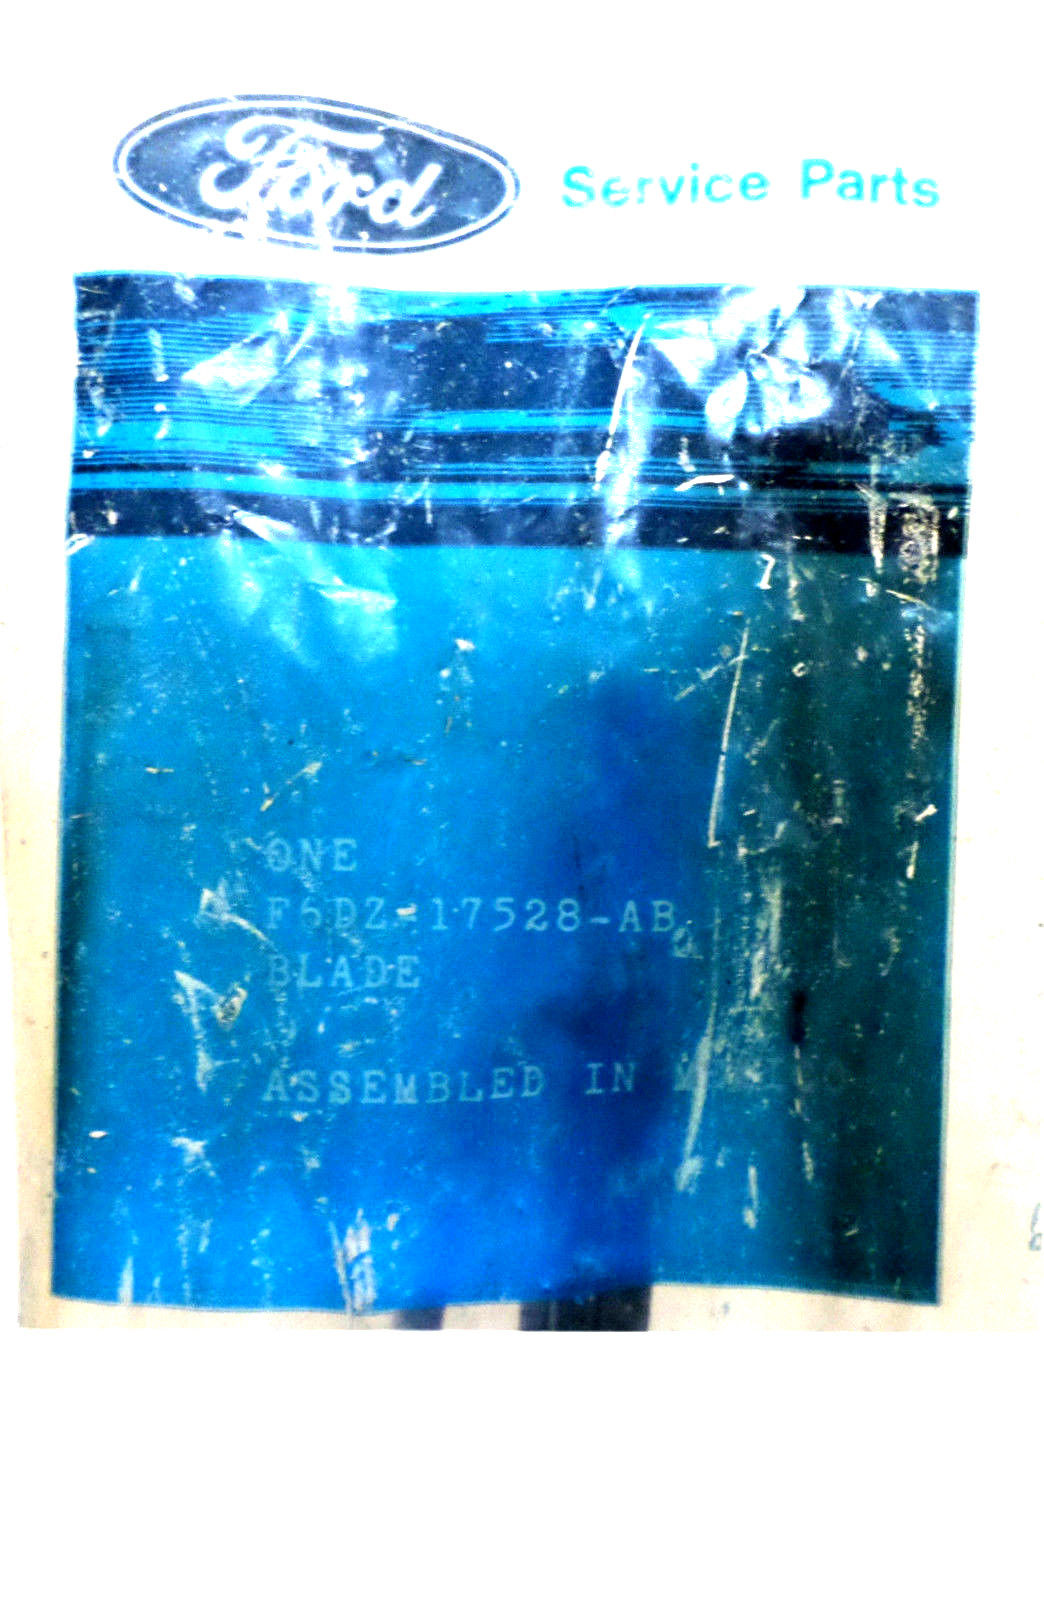 Ford
Service Parts
ONE
F6DZ-17528-AB
BLADE
ASSEMBLED IN